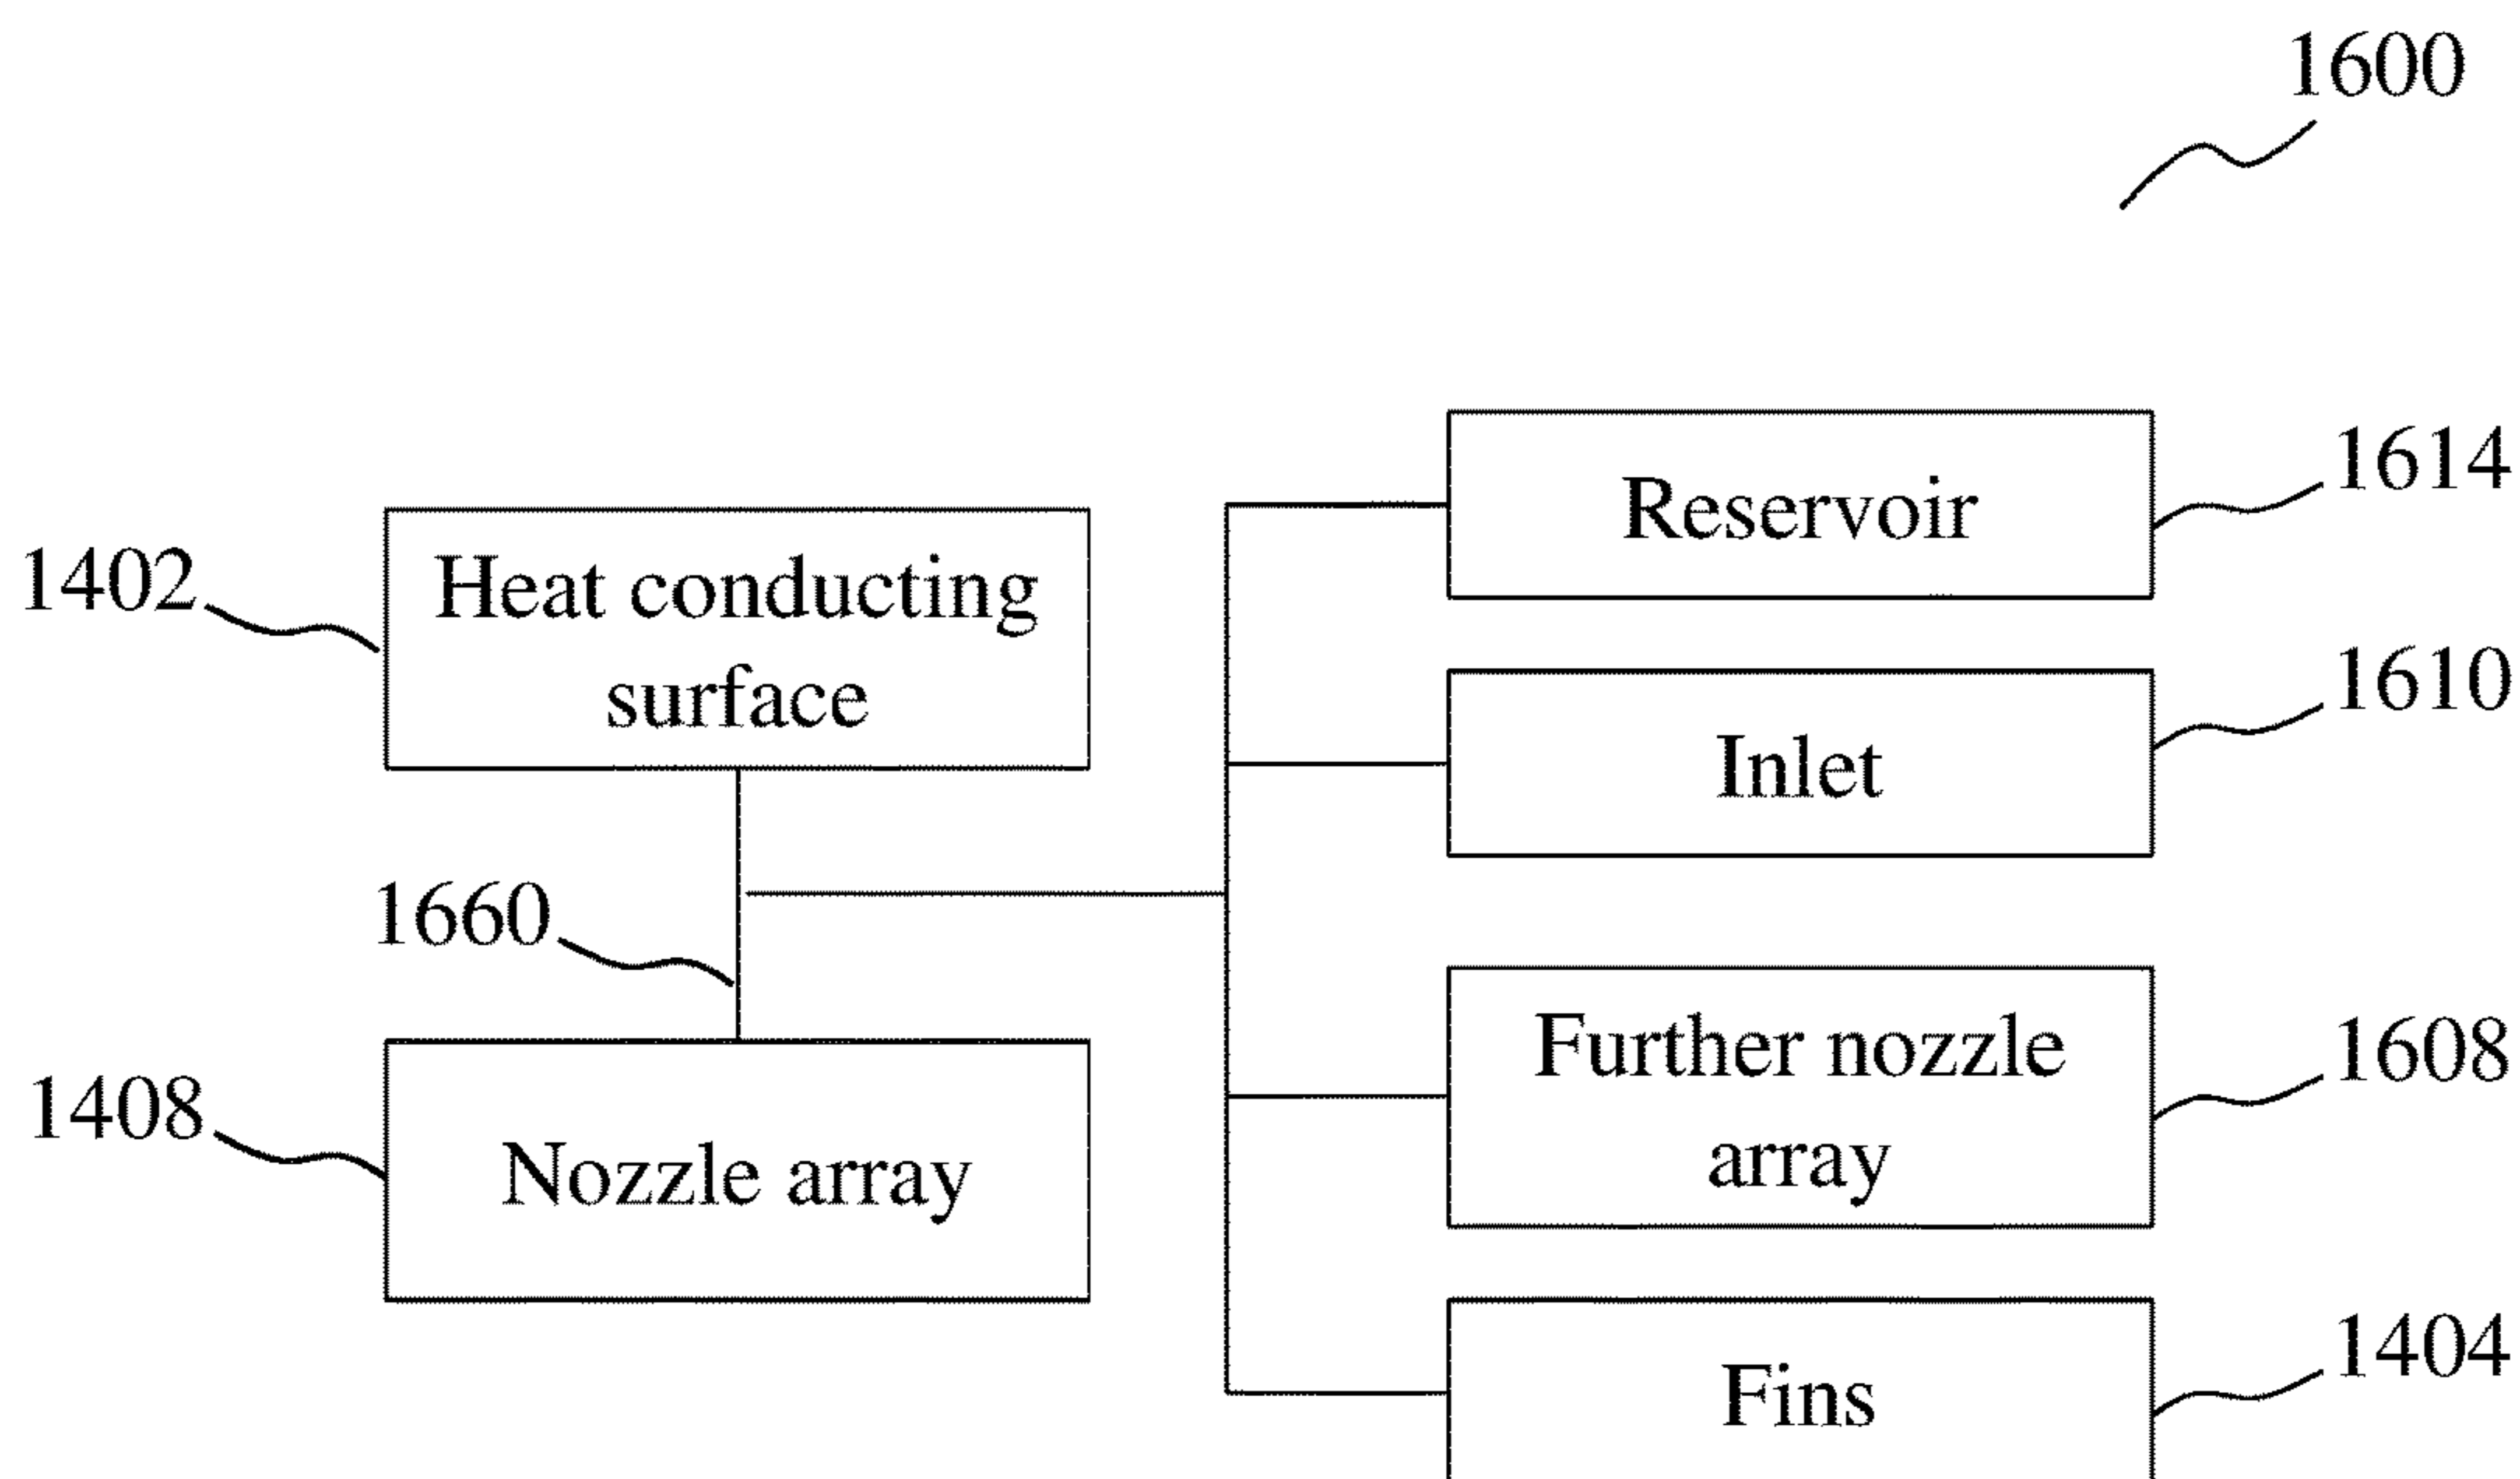 1600
Reservoir
1614
1402
Heat conducting
surface
Inlet
1610
1660
Further nozzle
array
1608
1408
Nozzle array
Fins
1404